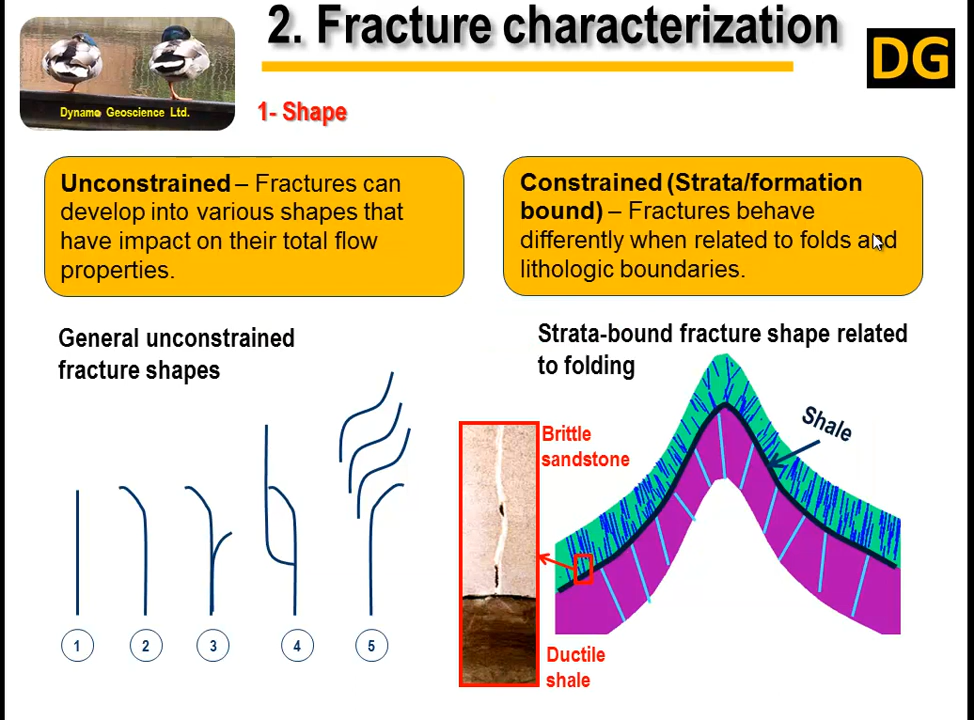 2. Fracture characterization
DG
Dynamo Geoscience Ltd.
1- Shape
Unconstrained – Fractures can
develop into various shapes that
have impact on their total flow
properties.
Constrained (Strata/formation
bound) – Fractures behave
differently when related to folds and
lithologic boundaries.
General unconstrained
fracture shapes
Strata-bound fracture shape related
to folding
Shale
Brittle
sandstone
Ductile
shale
1
2
3
4
5